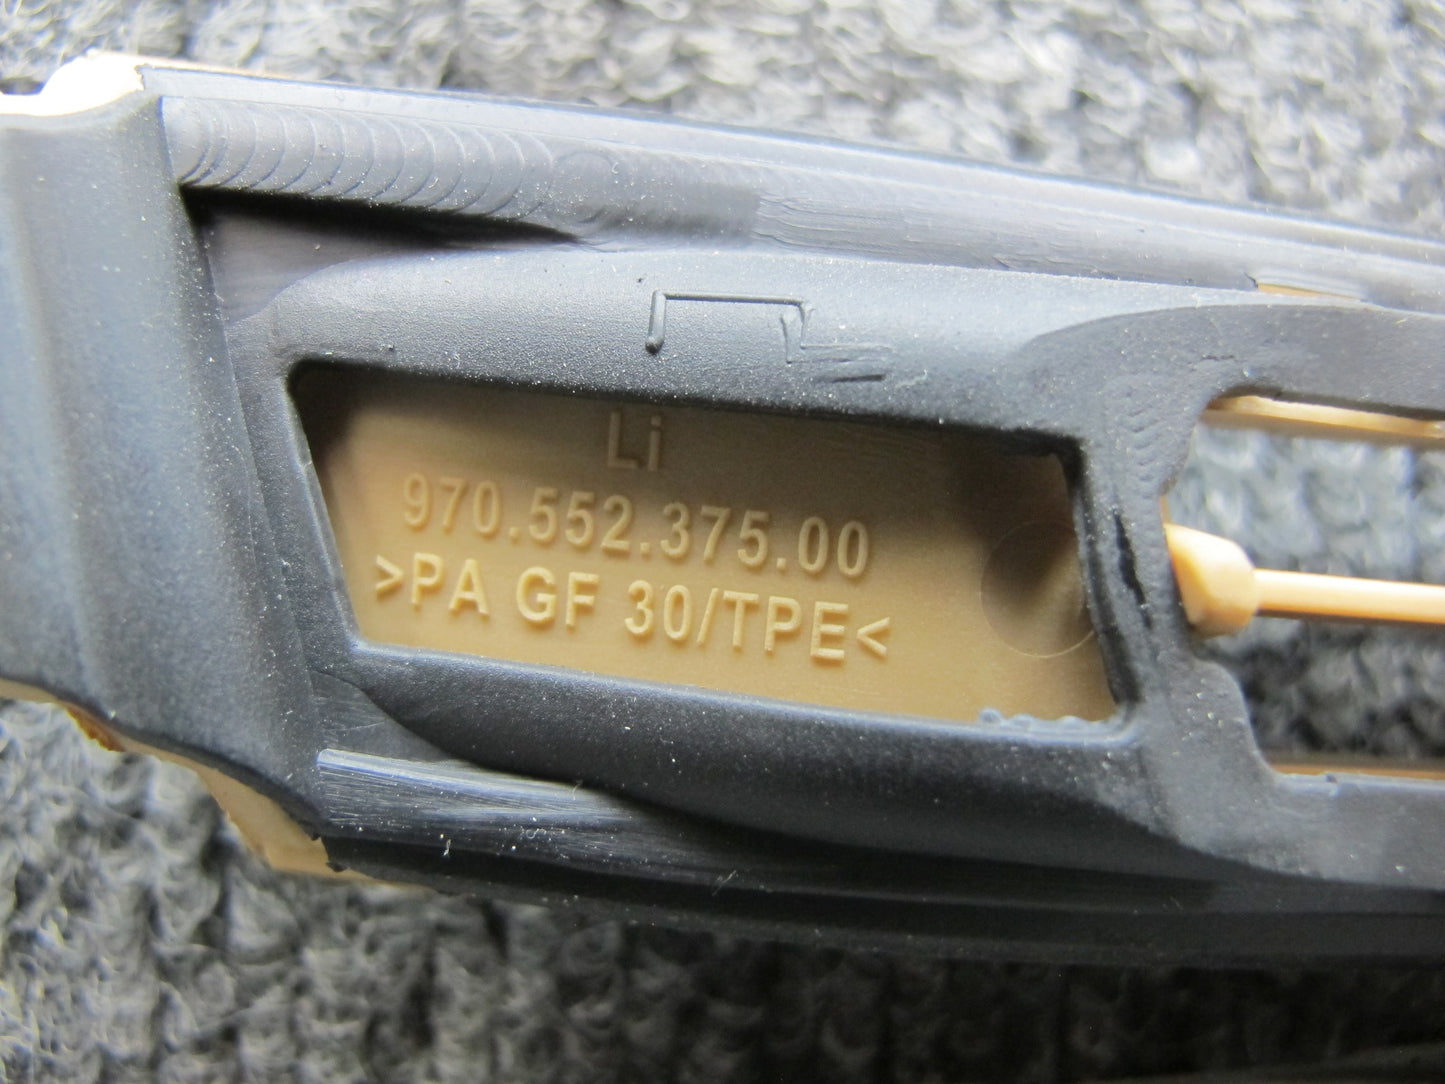 Li
970.552.375.00
>PA GF 30/TPE<